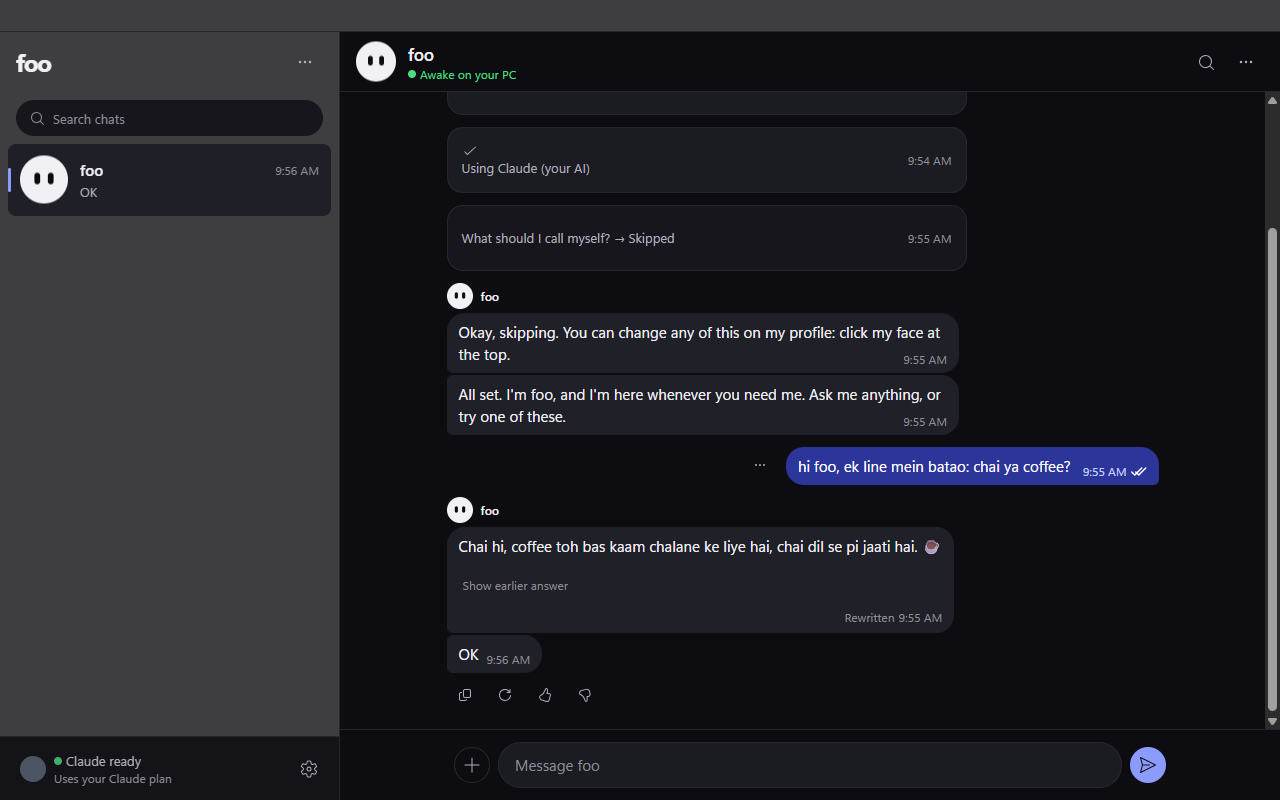 foo
...
Search chats
foo
9:56 AM
OK
Claude ready
Uses your Claude plan
foo
Awake on your PC
...
Using Claude (your AI)
9:54 AM
What should I call myself? → Skipped
9:55 AM
foo
Okay, skipping. You can change any of this on my profile: click my face at
the top.
9:55 AM
All set. I'm foo, and I'm here whenever you need me. Ask me anything, or
try one of these.
9:55 AM
...
hi foo, ek line mein batao: chai ya coffee?
9:55 AM
foo
Chai hi, coffee toh bas kaam chalane ke liye hai, chai dil se pi jaati hai. ☕
Show earlier answer
Rewritten 9:55 AM
OK
9:56 AM
Message foo